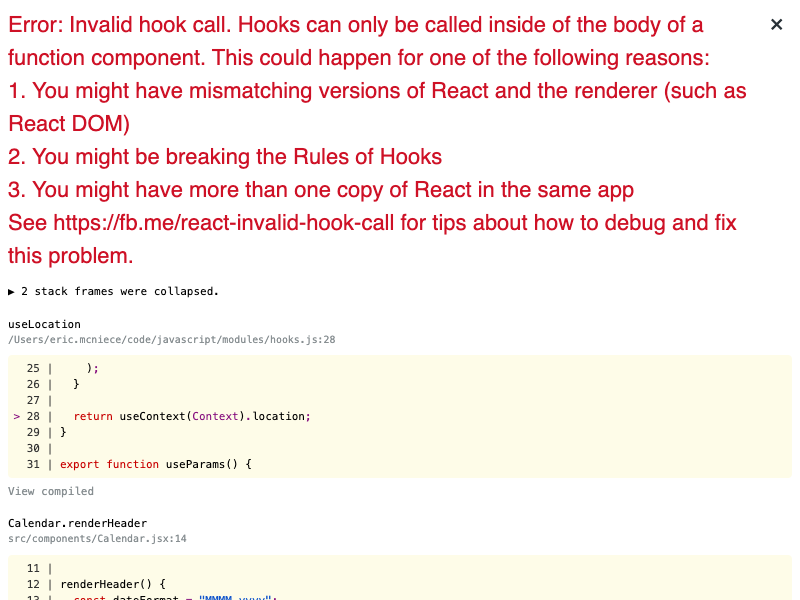 Error: Invalid hook call. Hooks can only be called inside of the body of a
function component. This could happen for one of the following reasons:
1. You might have mismatching versions of React and the renderer (such as
React DOM)
2. You might be breaking the Rules of Hooks
3. You might have more than one copy of React in the same app
See https://fb.me/react-invalid-hook-call for tips about how to debug and fix
this problem.
▶ 2 stack frames were collapsed.
useLocation
/Users/eric.mcniece/code/javascript/modules/hooks.js:28
  25 |     );
  26 |   }
  27 |
> 28 |   return useContext(Context).location;
  29 | }
  30 |
  31 | export function useParams() {
View compiled
Calendar.renderHeader
src/components/Calendar.jsx:14
  11 |
  12 | renderHeader() {
  13 |   const dateFormat = "MMMM yyyy";